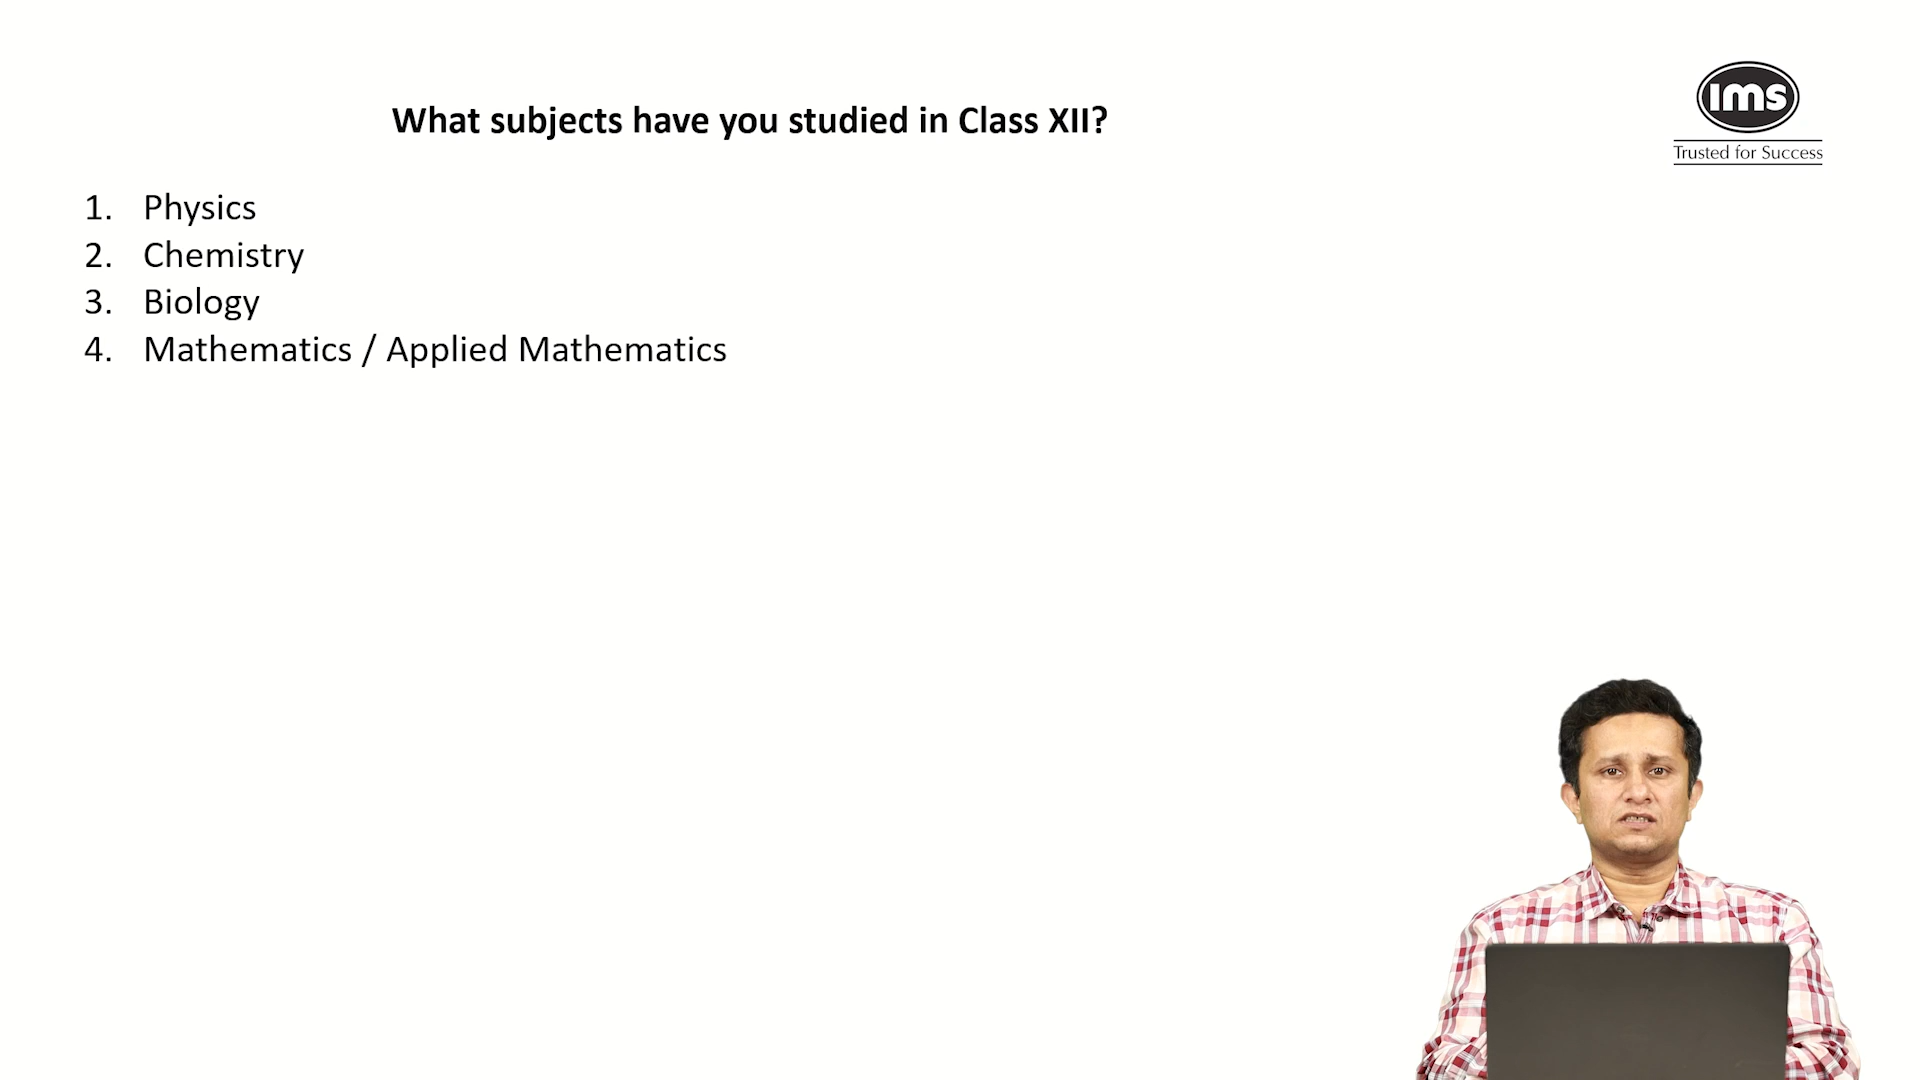 What subjects have you studied in Class XII?
ims
Trusted for Success
1. Physics
2. Chemistry
3. Biology
4. Mathematics / Applied Mathematics